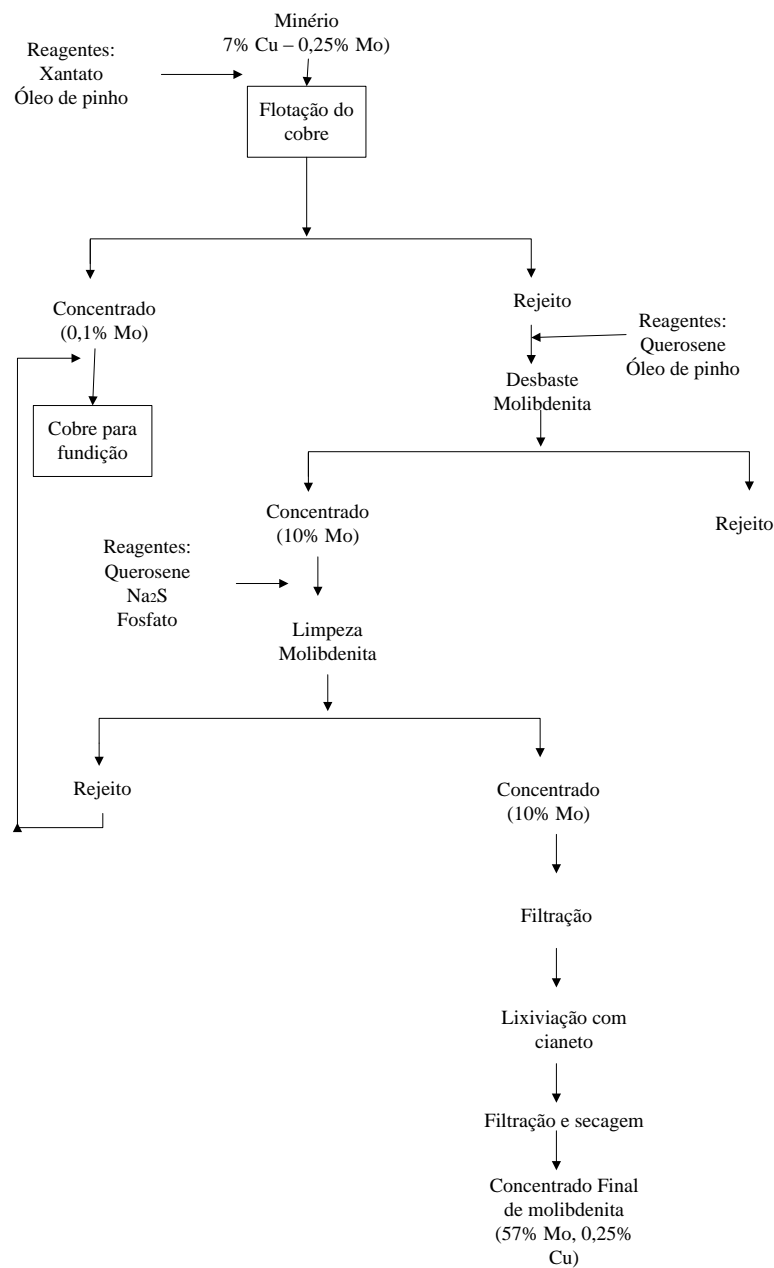 Minério
7% Cu – 0,25% Mo)
Reagentes:
Xantato
Óleo de pinho
Flotação do
cobre
Concentrado
(0,1% Mo)
Rejeito
Reagentes:
Querosene
Óleo de pinho
Desbaste
Molibdenita
Cobre para
fundição
Concentrado
(10% Mo)
Rejeito
Reagentes:
Querosene
Na2S
Fosfato
Limpeza
Molibdenita
Rejeito
Concentrado
(10% Mo)
Filtração
Lixiviação com
cianeto
Filtração e secagem
Concentrado Final
de molibdenita
(57% Mo, 0,25%
Cu)